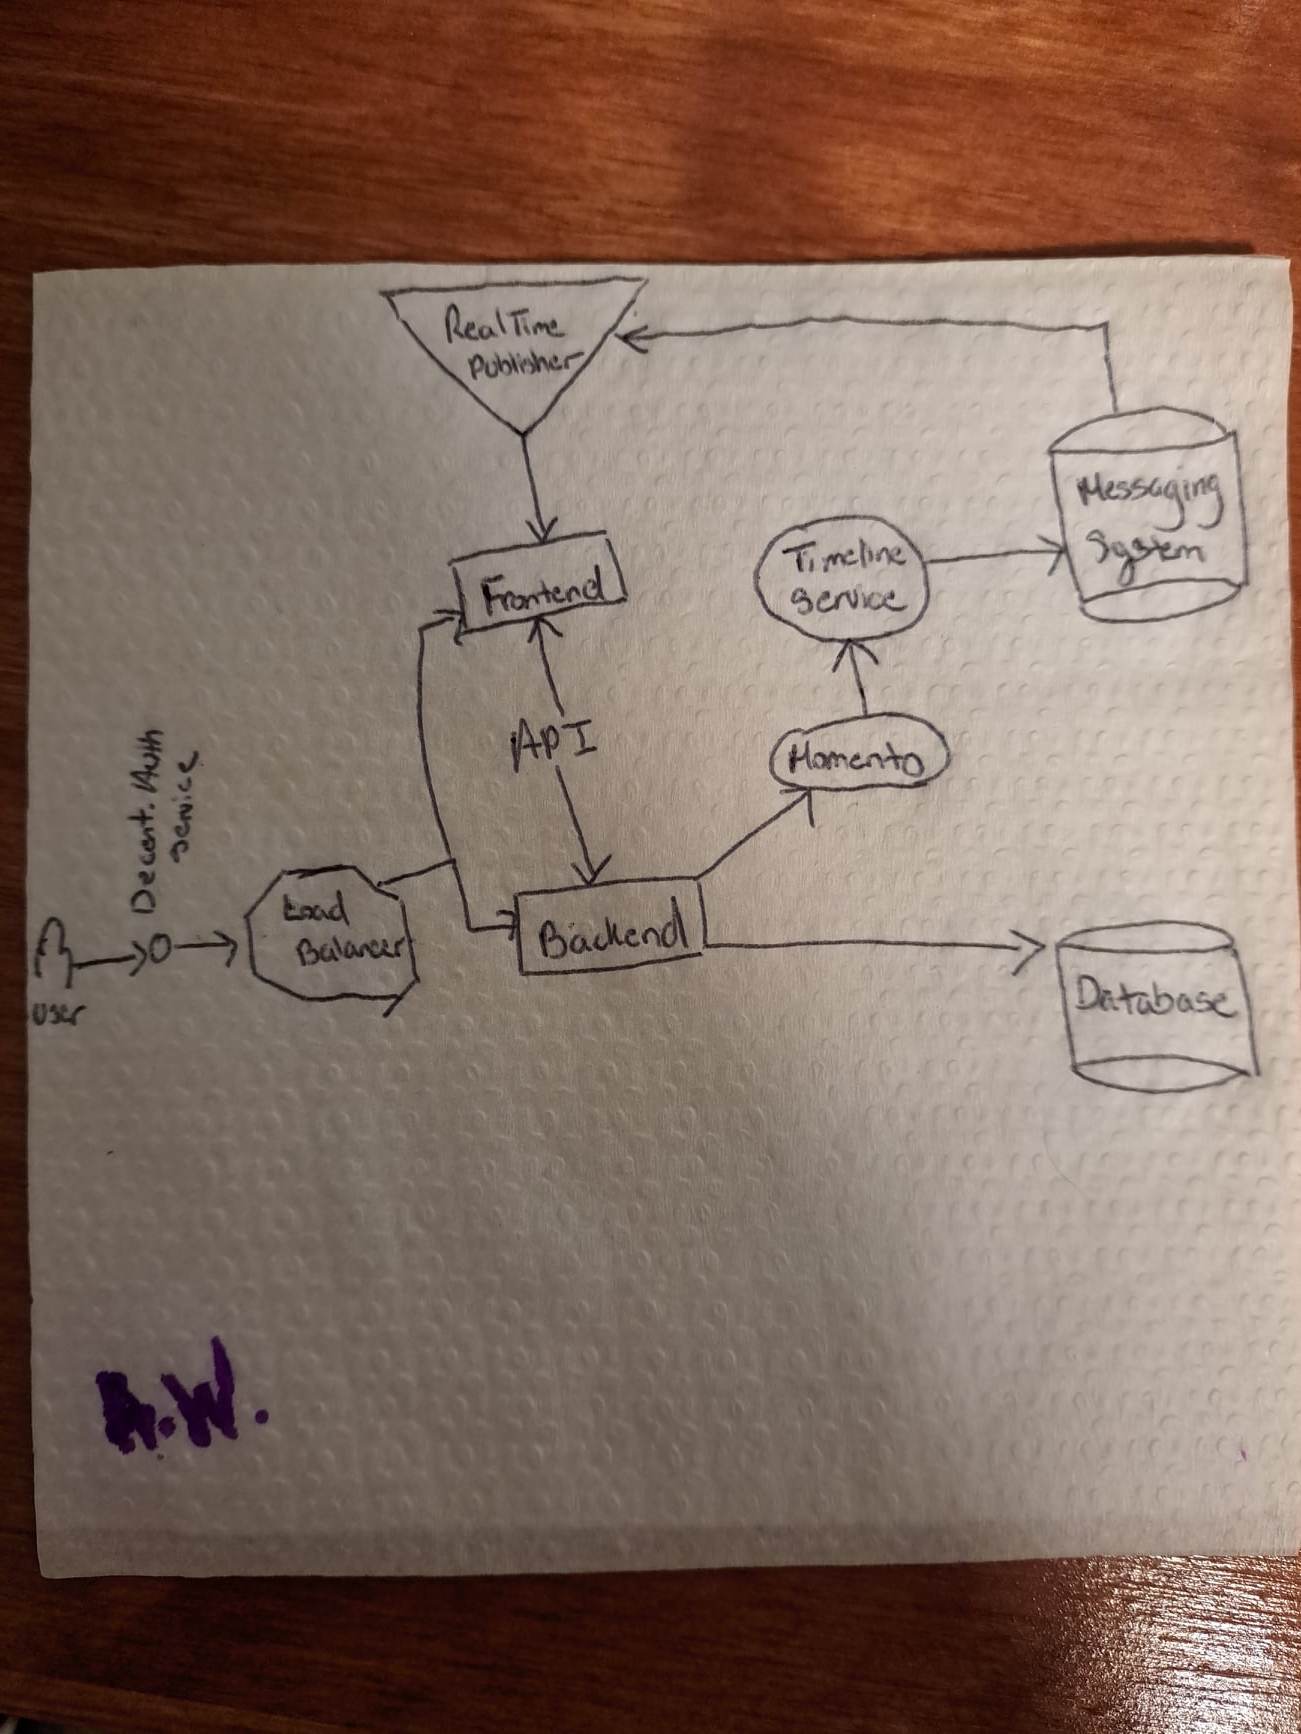 RealTime
Publisher
Messaging
System
Timeline
Service
Frontend
API
Momento
Decent. Auth
Service
Load
Balancer
Backend
User
Database
A.W.